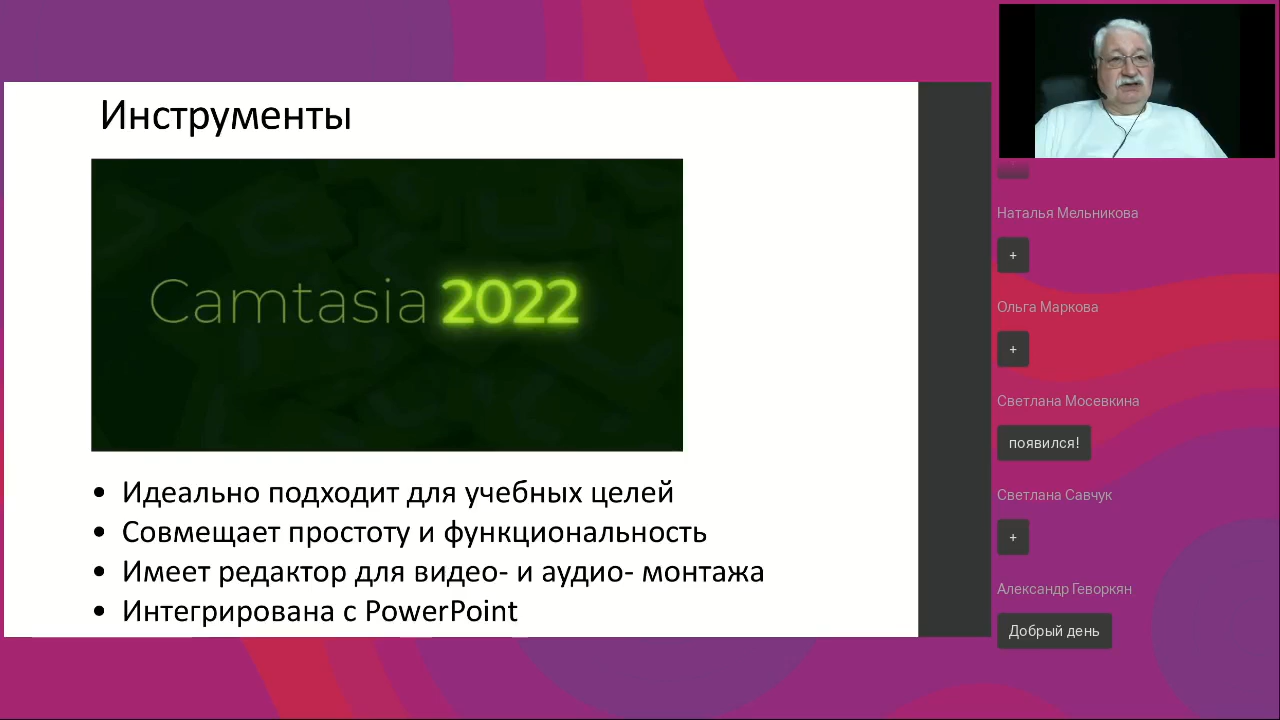 Инструменты
Camtasia 2022
• Идеально подходит для учебных целей
• Совмещает простоту и функциональность
• Имеет редактор для видео- и аудио- монтажа
• Интегрирована с PowerPoint
Наталья Мельникова
+
Ольга Маркова
+
Светлана Мосевкина
появился!
Светлана Савчук
+
Александр Геворкян
Добрый день